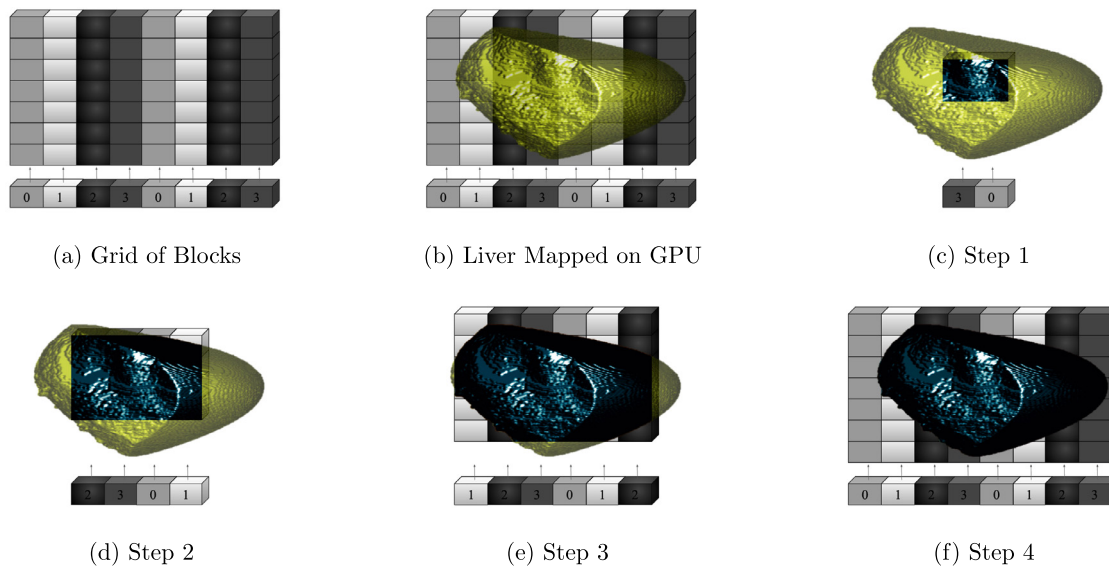 0 1 2 3 0 1 2 3
0 1 2 3 0 1 2 3
3 0
(a) Grid of Blocks
(b) Liver Mapped on GPU
(c) Step 1
2 3 0 1
1 2 3 0 1 2
0 1 2 3 0 1 2 3
(d) Step 2
(e) Step 3
(f) Step 4